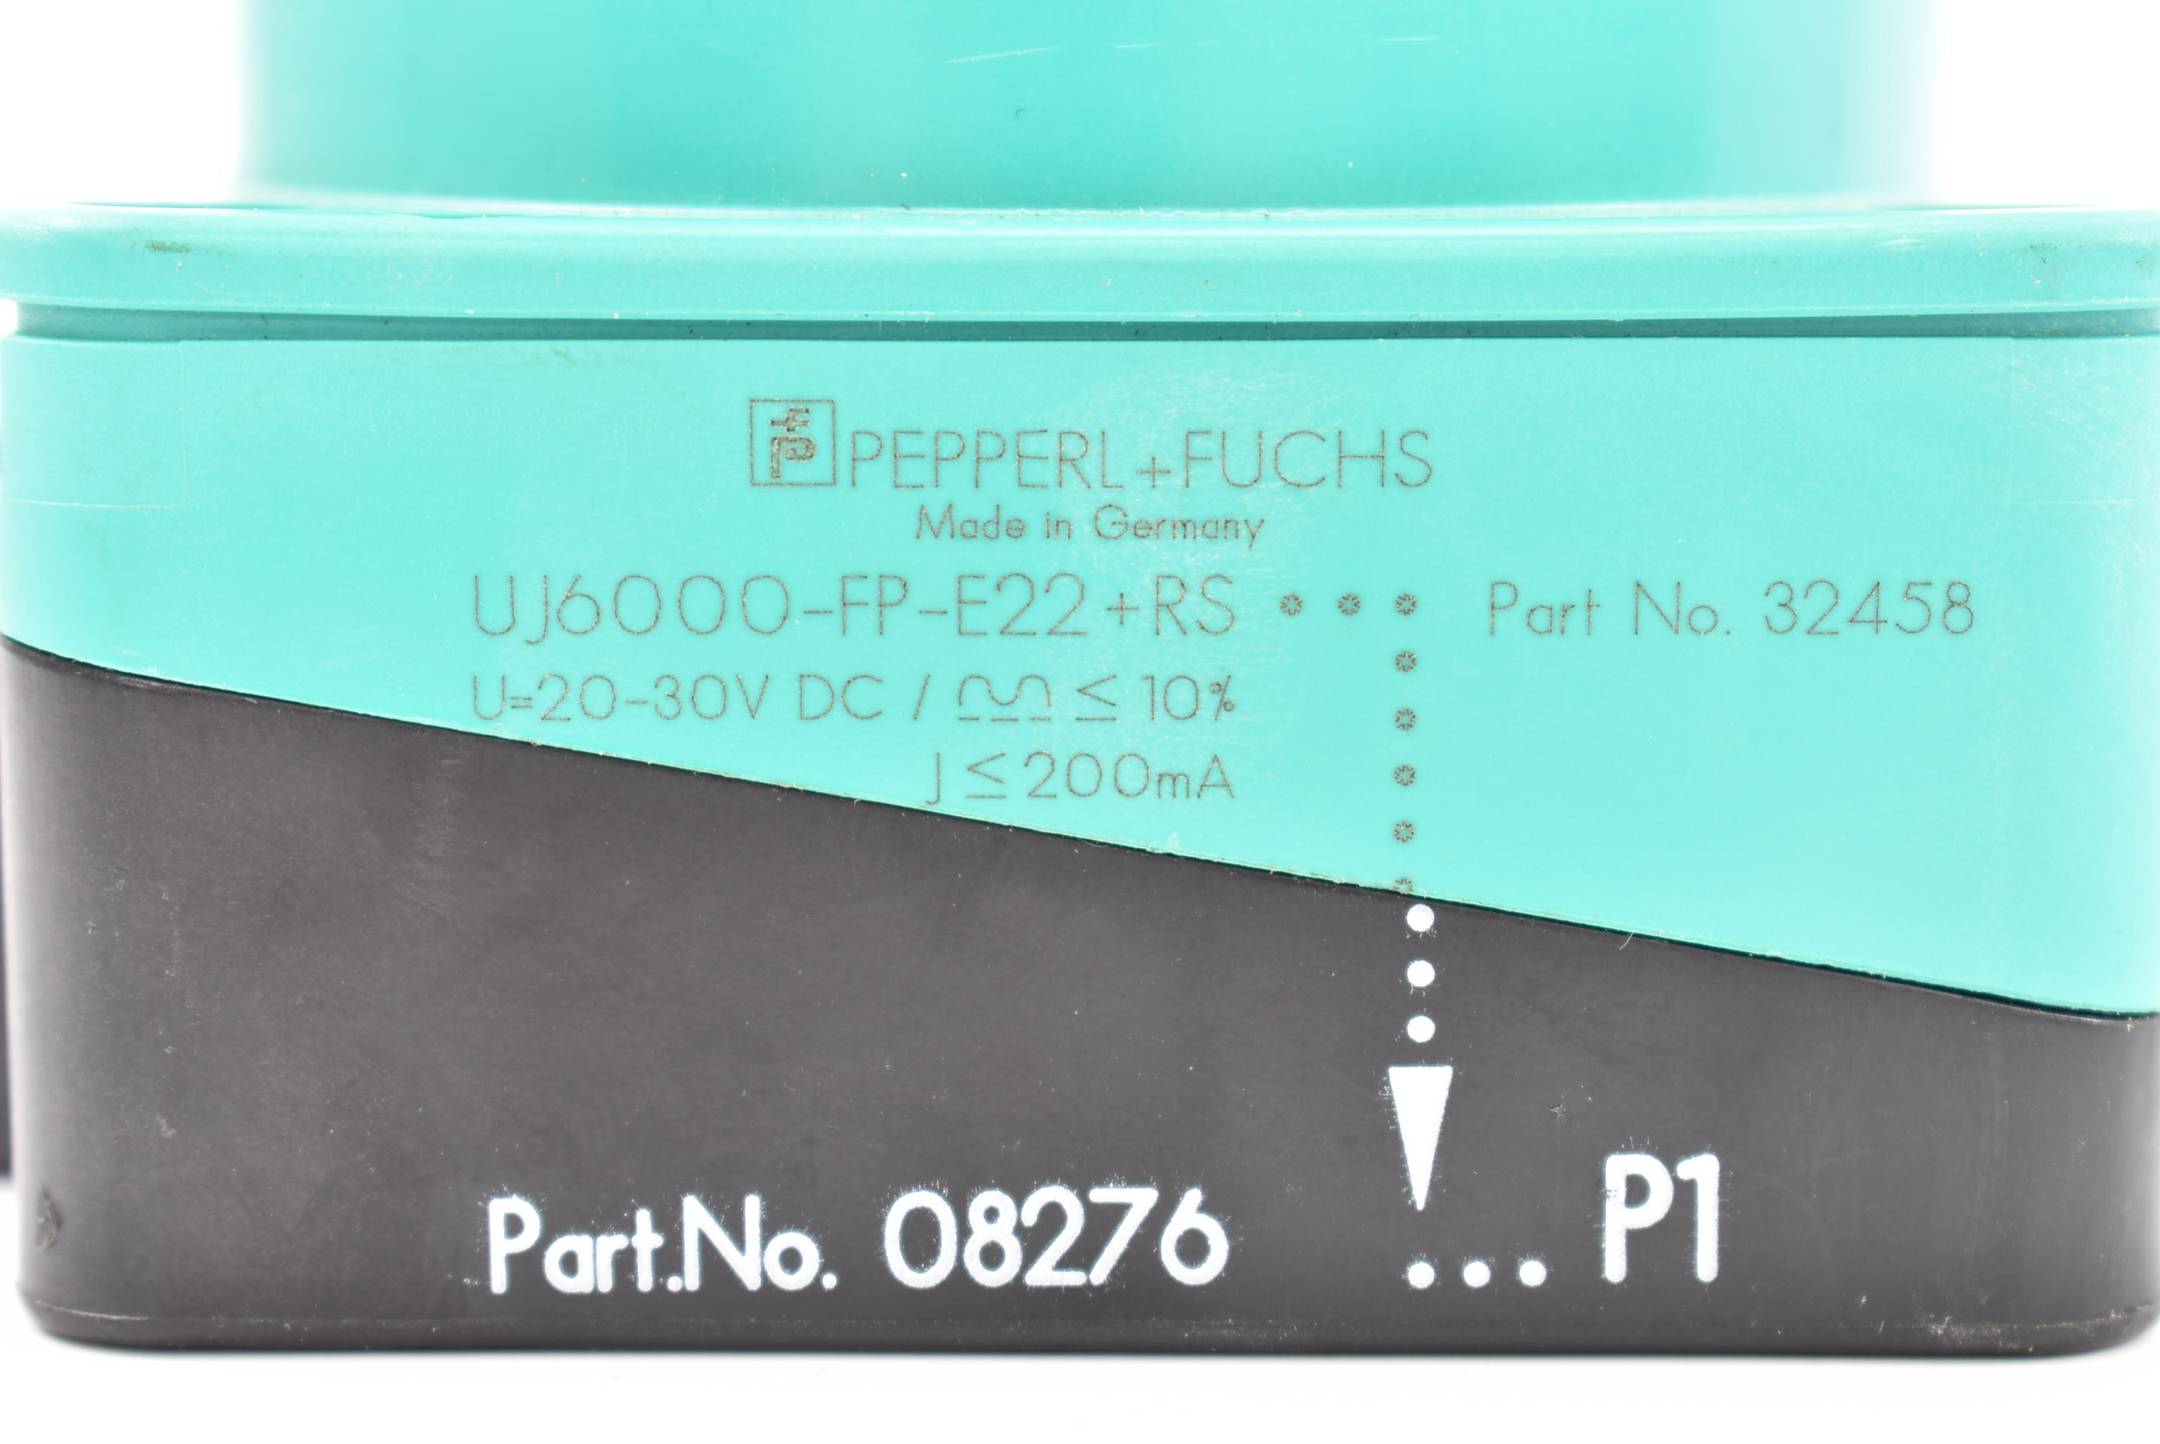 PEPPERL+FUCHS
Made in Germany
UJ6000-FP-E22+RS Part No. 32458
U=20-30V DC / ≤ 10%
J ≤ 200mA
Part.No. 08276 ... P1